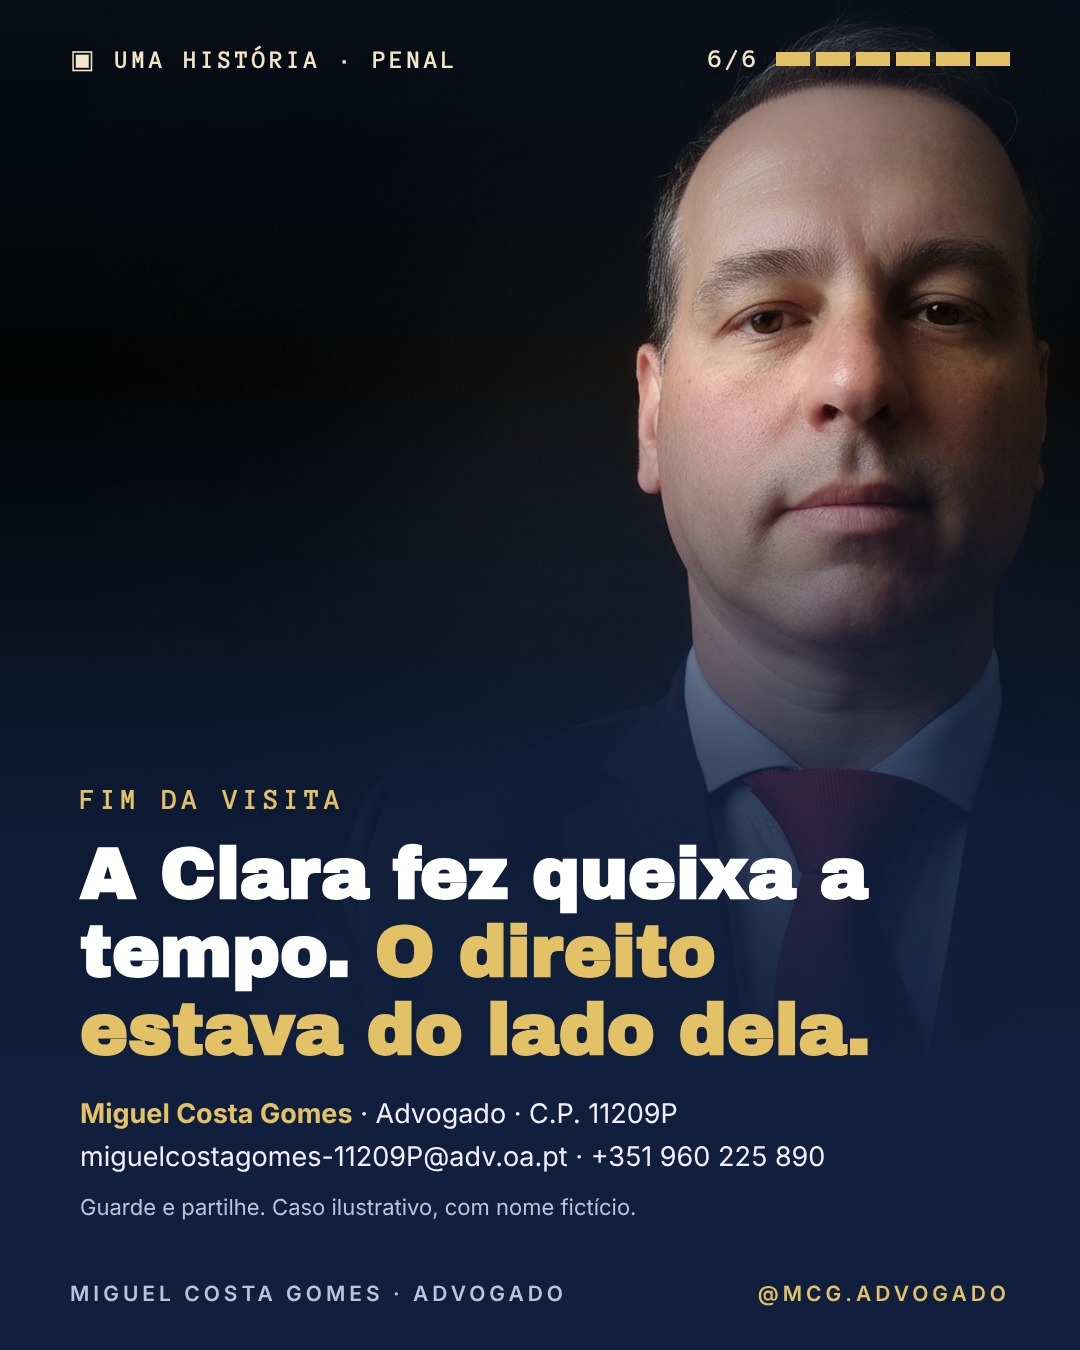 ▣ UMA HISTÓRIA · PENAL
6/6
FIM DA VISITA
A Clara fez queixa a
tempo. O direito
estava do lado dela.
Miguel Costa Gomes · Advogado · C.P. 11209P
miguelcostagomes-11209P@adv.oa.pt · +351 960 225 890
Guarde e partilhe. Caso ilustrativo, com nome fictício.
MIGUEL COSTA GOMES · ADVOGADO
@MCG.ADVOGADO